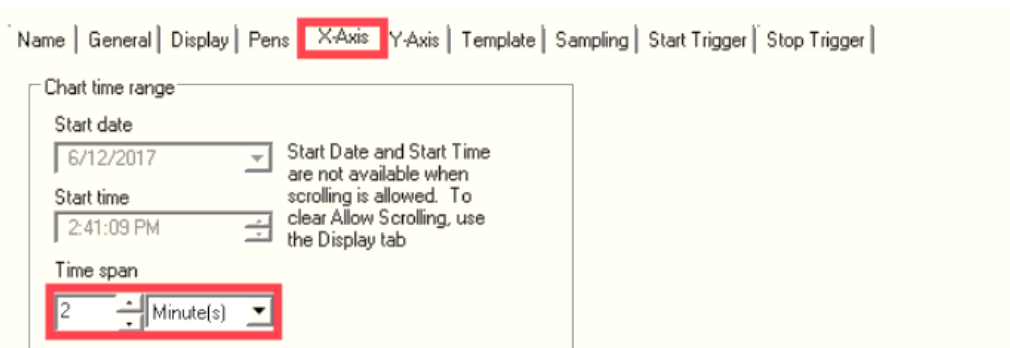 Name General Display Pens X-Axis Y-Axis Template Sampling Start Trigger Stop Trigger
Chart time range
Start date
6/12/2017
Start Date and Start Time
are not available when
scrolling is allowed. To
clear Allow Scrolling, use
the Display tab
Start time
2:41:09 PM
Time span
2 Minute(s)